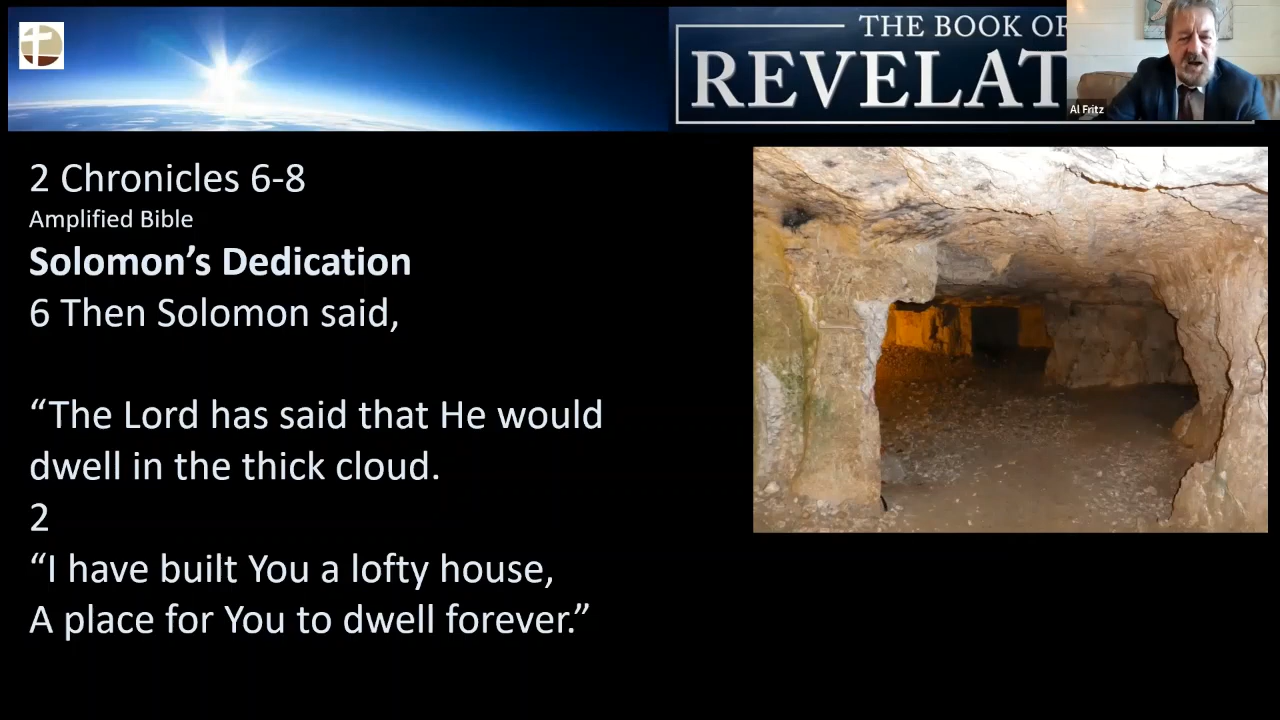 THE BOOK OF
REVELAT
Al Fritz
2 Chronicles 6-8
Amplified Bible
Solomon’s Dedication
6 Then Solomon said,
“The Lord has said that He would
dwell in the thick cloud.
2
“I have built You a lofty house,
A place for You to dwell forever.”